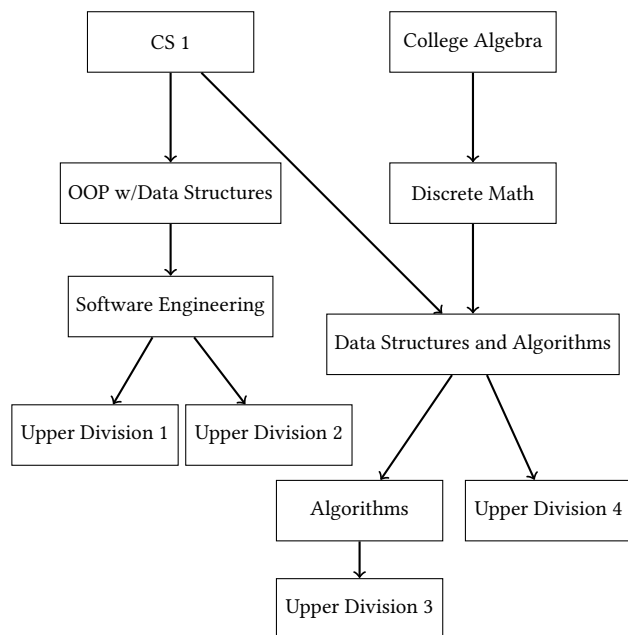 CS 1
College Algebra
OOP w/Data Structures
Discrete Math
Software Engineering
Data Structures and Algorithms
Upper Division 1
Upper Division 2
Algorithms
Upper Division 4
Upper Division 3